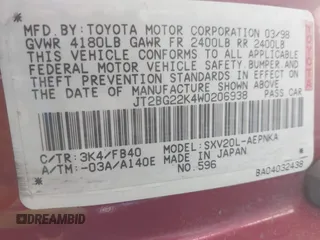 MFD.BY: TOYOTA MOTOR CORPORATION 03/98
GVWR 4180LB GAWR FR 2400LB RR 2400LB
THIS VEHICLE CONFORMS TO ALL APPLICABLE
FEDERAL MOTOR VEHICLE SAFETY,BUMPER,AND
THEFT PREVENTION STANDARDS IN EFFECT ON
THE DATE OF MANUFACTURE SHOWN ABOVE.
JT2BG22K4W0206938
PASS.CAR
C/TR: 3K4/FB40
A/TM: -03A/A140E
SXV20L-AEPNKA
MADE IN JAPAN
NO.596
BA04032438
DREAMBID